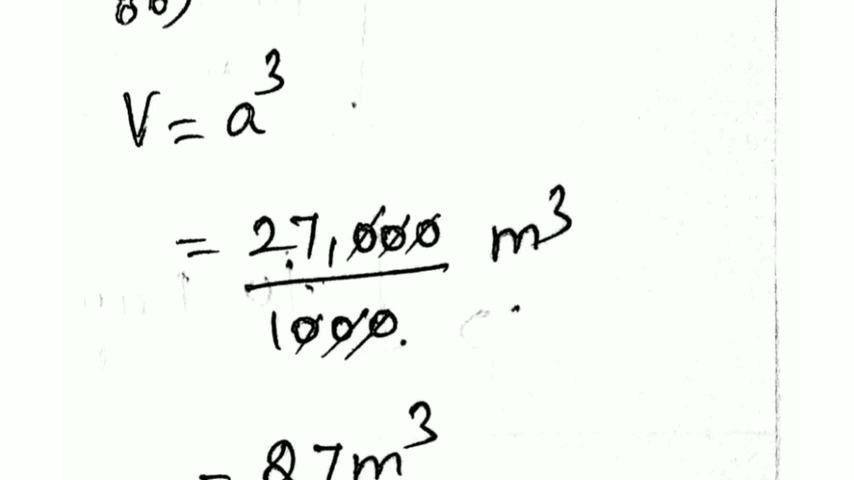 V = a³
= 27,000 / 1000 m³
= 27m³